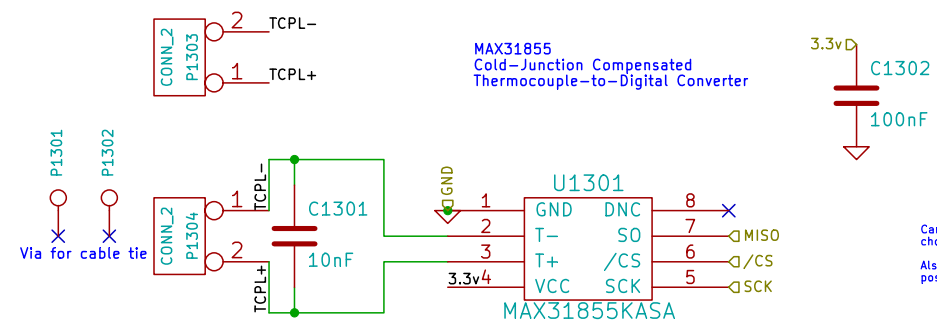 2
TCPL-
CONN_2
P1303
1
TCPL+
MAX31855
Cold-Junction Compensated
Thermocouple-to-Digital Converter
3.3v
C1302
100nF
P1301
P1302
Via for cable tie
CONN_2
P1304
1
TCPL-
2
TCPL+
C1301
10nF
GND
U1301
1
GND
DNC
8
2
T-
SO
7
MISO
3
T+
/CS
6
/CS
3.3v
4
VCC
SCK
5
SCK
MAX31855KASA
Als
pos